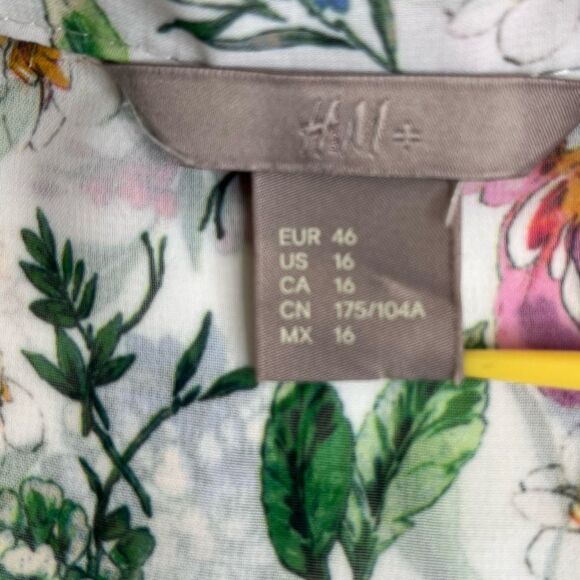 H&M+
EUR 46
US 16
CA 16
CN 175/104A
MX 16